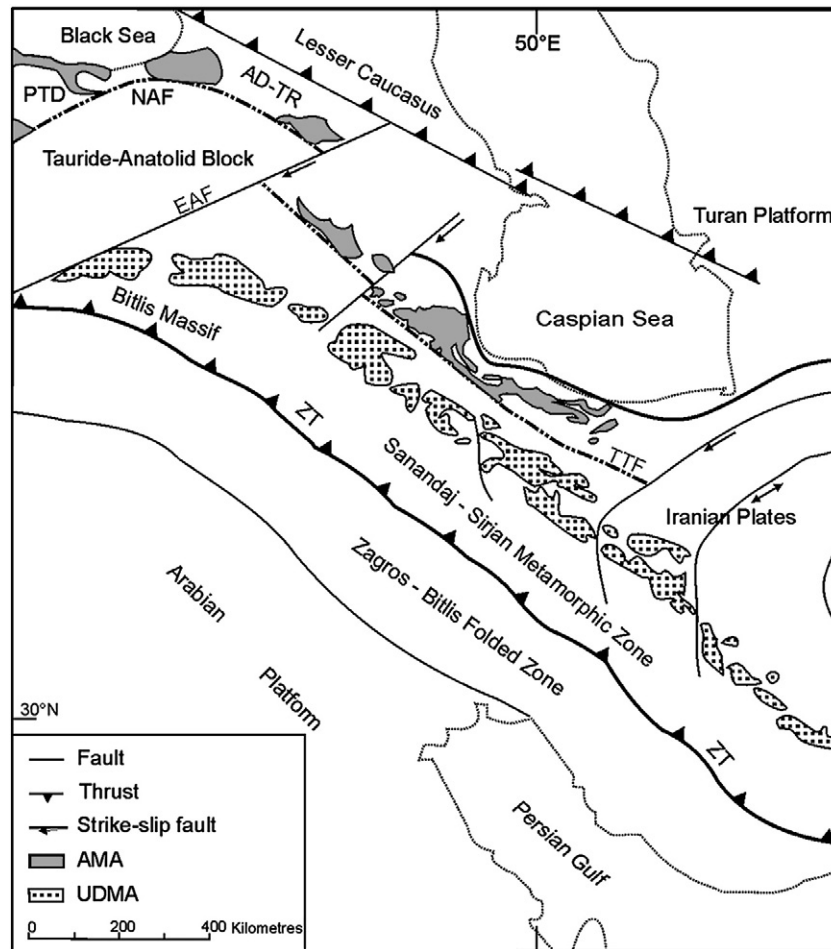 Black Sea
50°E
Lesser Caucasus
PTD
NAF
AD-TR
Tauride-Anatolid Block
EAF
Turan Platform
Caspian Sea
Bitlis Massif
ZT
TTF
Iranian Plates
Sanandaj - Sirjan Metamorphic Zone
Zagros - Bitlis Folded Zone
Arabian
Platform
30°N
ZT
Persian Gulf
Fault
Thrust
Strike-slip fault
AMA
UDMA
0 200 400 Kilometres